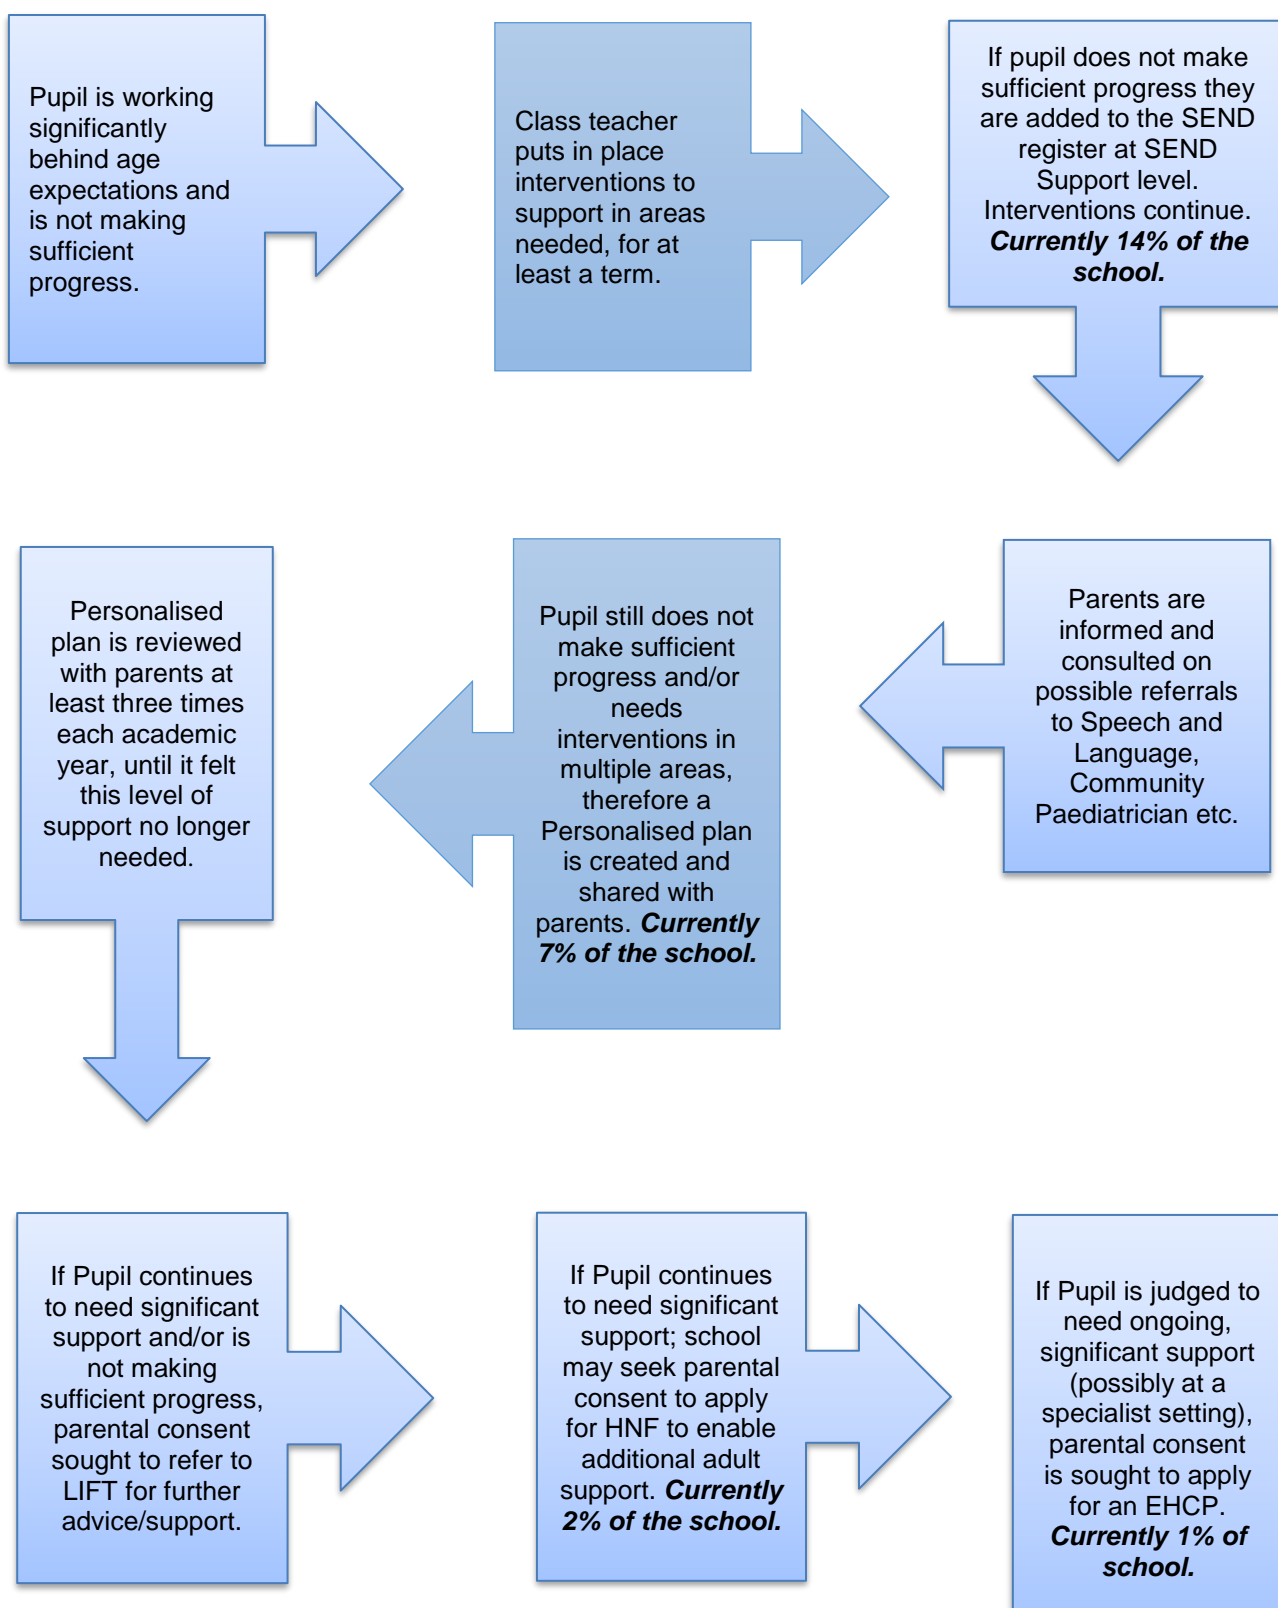 Pupil is working
significantly
behind age
expectations and
is not making
sufficient
progress.
Class teacher
puts in place
interventions to
support in areas
needed, for at
least a term.
If pupil does not make
sufficient progress they
are added to the SEND
register at SEND
Support level.
Interventions continue.
Currently 14% of the
school.
Parents are
informed and
consulted on
possible referrals
to Speech and
Language,
Community
Paediatrician etc.
Pupil still does not
make sufficient
progress and/or
needs
interventions in
multiple areas,
therefore a
Personalised plan
is created and
shared with
parents. Currently
7% of the school.
Personalised
plan is reviewed
with parents at
least three times
each academic
year, until it felt
this level of
support no longer
needed.
If Pupil continues
to need significant
support and/or is
not making
sufficient progress,
parental consent
sought to refer to
LIFT for further
advice/support.
If Pupil continues
to need significant
support; school
may seek parental
consent to apply
for HNF to enable
additional adult
support. Currently
2% of the school.
If Pupil is judged to
need ongoing,
significant support
(possibly at a
specialist setting),
parental consent
is sought to apply
for an EHCP.
Currently 1% of
school.